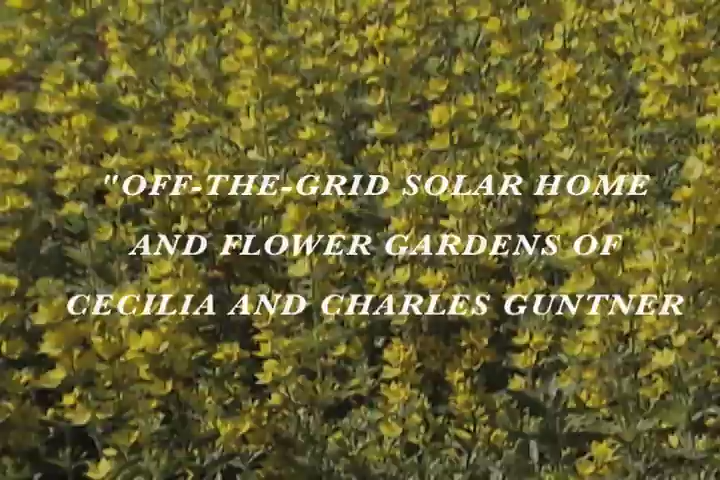 "OFF-THE-GRID SOLAR HOME
AND FLOWER GARDENS OF
CECILIA AND CHARLES GUNTNER